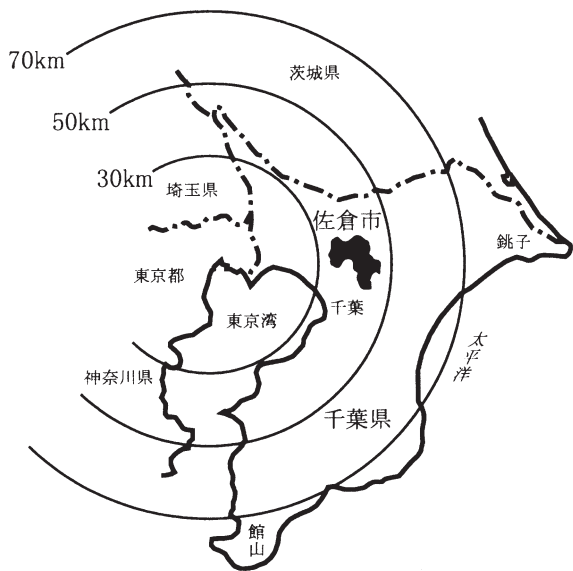 70km
茨城県
50km
30km
埼玉県
佐倉市
銚子
東京都
千葉
東京湾
太平洋
神奈川県
千葉県
館山